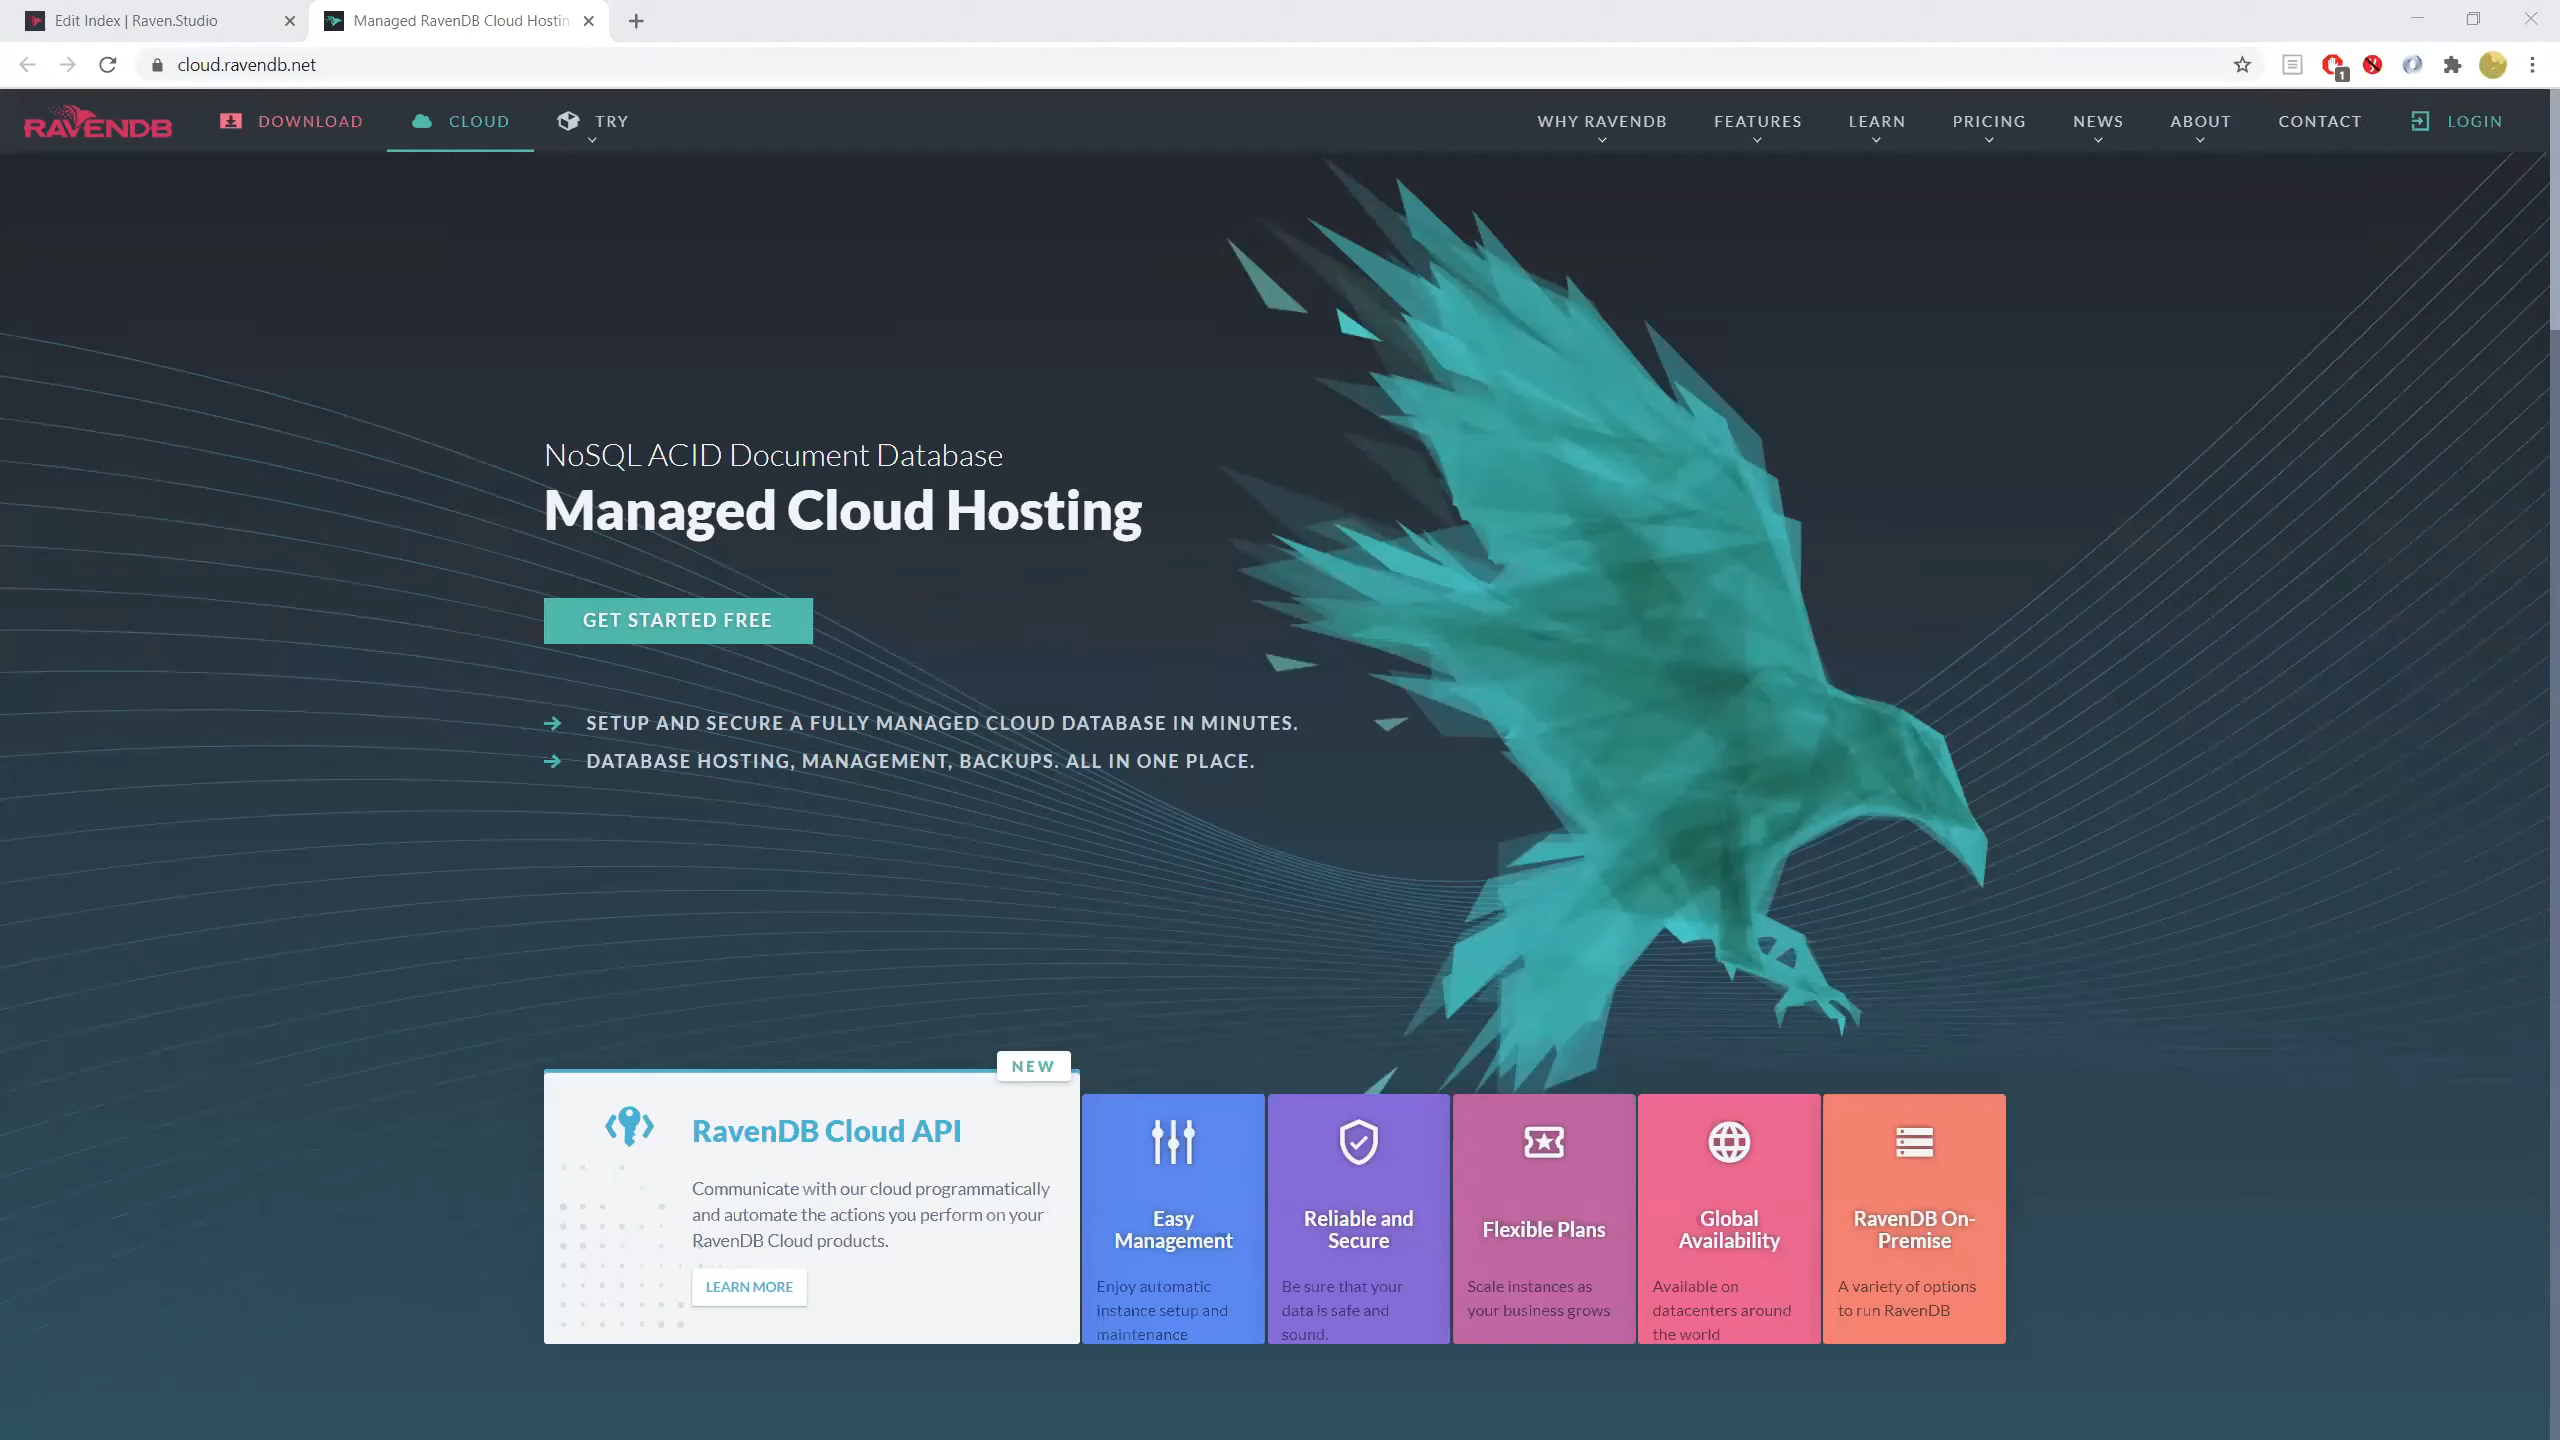 Edit Index | Raven.Studio
Managed RavenDB Cloud Hostin
cloud.ravendb.net
1
RAVENDB
DOWNLOAD
CLOUD
TRY
WHY RAVENDB
FEATURES
LEARN
PRICING
NEWS
ABOUT
CONTACT
LOGIN
NoSQL ACID Document Database
Managed Cloud Hosting
GET STARTED FREE
SETUP AND SECURE A FULLY MANAGED CLOUD DATABASE IN MINUTES.
DATABASE HOSTING, MANAGEMENT, BACKUPS. ALL IN ONE PLACE.
NEW
RavenDB Cloud API
Communicate with our cloud programmatically
and automate the actions you perform on your
RavenDB Cloud products.
LEARN MORE
Easy
Management
Enjoy automatic
instance setup and
maintenance
Reliable and
Secure
Be sure that your
data is safe and
sound.
Flexible Plans
Scale instances as
your business grows
Global
Availability
Available on
datacenters around
the world
RavenDB On-
Premise
A variety of options
to run RavenDB